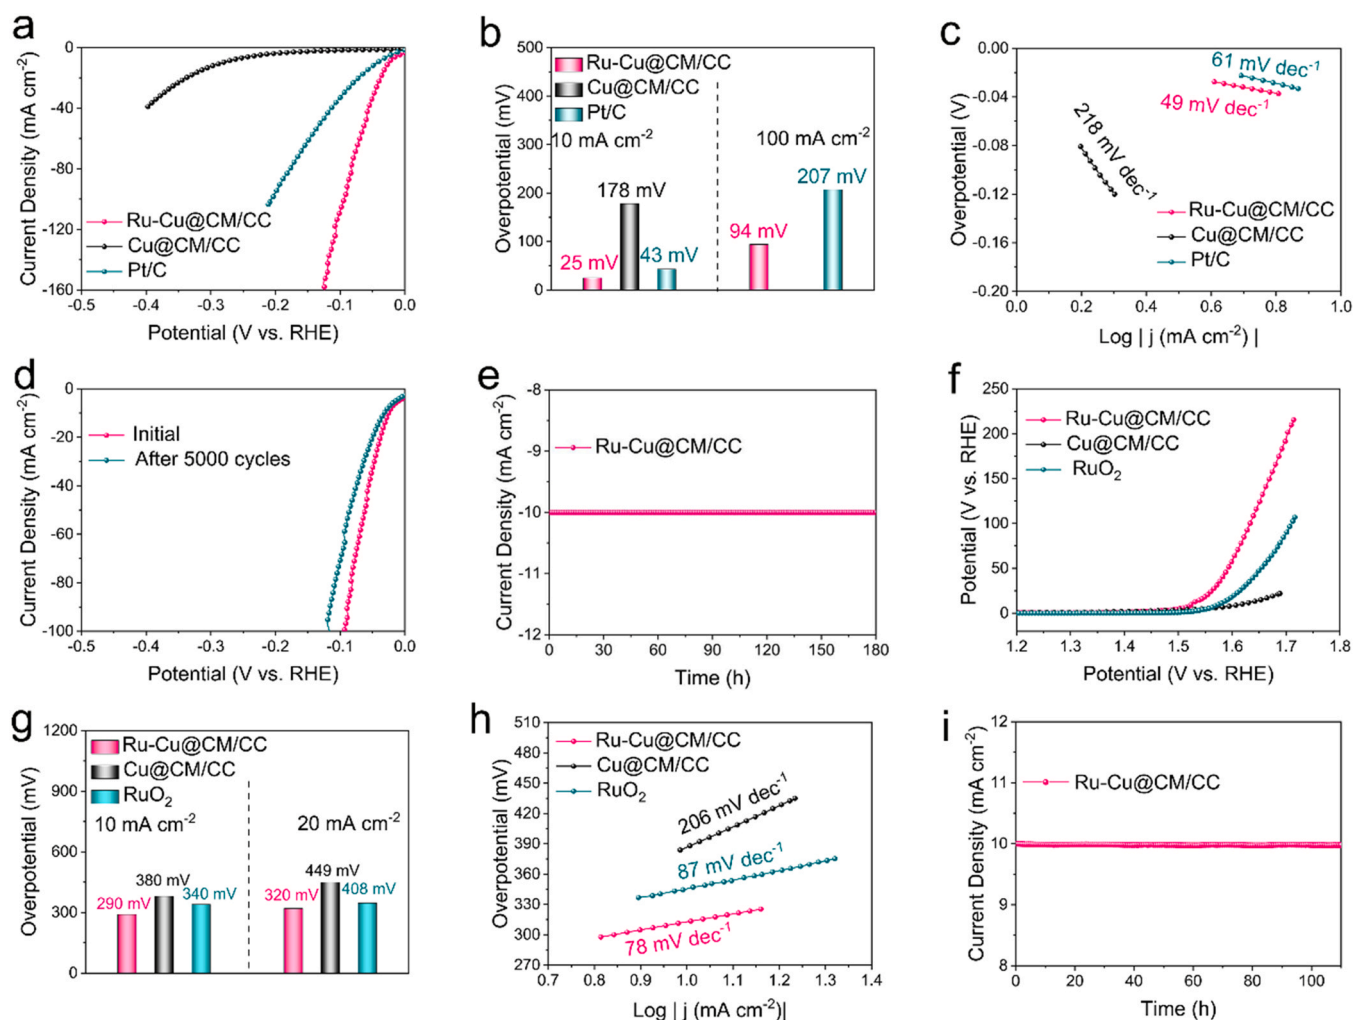 a
0
-40
-80
-120
-160
Current Density (mA cm⁻²)
Ru-Cu@CM/CC
Cu@CM/CC
Pt/C
-0.5 -0.4 -0.3 -0.2 -0.1 0.0
Potential (V vs. RHE)
b
500
400
300
200
100
0
Overpotential (mV)
Ru-Cu@CM/CC
Cu@CM/CC
Pt/C
10 mA cm⁻²
100 mA cm⁻²
178 mV
207 mV
94 mV
25 mV
43 mV
c
0.00
-0.04
-0.08
-0.12
-0.16
-0.20
Overpotential (V)
61 mV dec⁻¹
49 mV dec⁻¹
218 mV dec⁻¹
Ru-Cu@CM/CC
Cu@CM/CC
Pt/C
0.0 0.2 0.4 0.6 0.8 1.0
Log | j (mA cm⁻²) |
d
0
-20
-40
-60
-80
-100
Current Density (mA cm⁻²)
Initial
After 5000 cycles
-0.5 -0.4 -0.3 -0.2 -0.1 0.0
Potential (V vs. RHE)
e
-8
-9
-10
-11
-12
Current Density (mA cm⁻²)
Ru-Cu@CM/CC
0 30 60 90 120 150 180
Time (h)
f
250
200
150
100
50
0
Potential (V vs. RHE)
Ru-Cu@CM/CC
Cu@CM/CC
RuO₂
1.2 1.3 1.4 1.5 1.6 1.7 1.8
Potential (V vs. RHE)
g
1200
900
600
300
0
Overpotential (mV)
Ru-Cu@CM/CC
Cu@CM/CC
RuO₂
10 mA cm⁻²
20 mA cm⁻²
290 mV
380 mV
340 mV
320 mV
449 mV
408 mV
h
510
480
450
420
390
360
330
300
270
Overpotential (mV)
Ru-Cu@CM/CC
Cu@CM/CC
RuO₂
206 mV dec⁻¹
87 mV dec⁻¹
78 mV dec⁻¹
0.7 0.8 0.9 1.0 1.1 1.2 1.3 1.4
Log | j (mA cm⁻²)|
i
12
11
10
9
8
Current Density (mA cm⁻²)
Ru-Cu@CM/CC
0 20 40 60 80 100
Time (h)